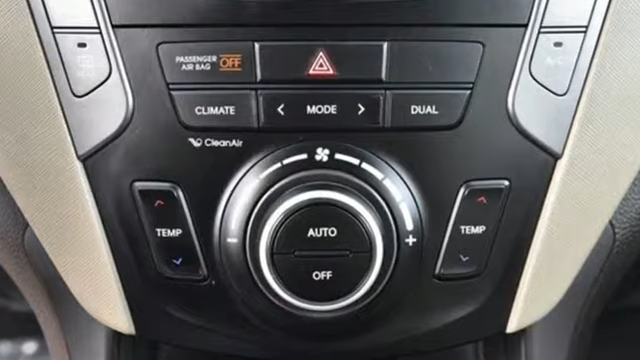 PASSENGER
AIR BAG OFF
CLIMATE < MODE > DUAL
CleanAir
TEMP AUTO TEMP
- +
OFF
A/C